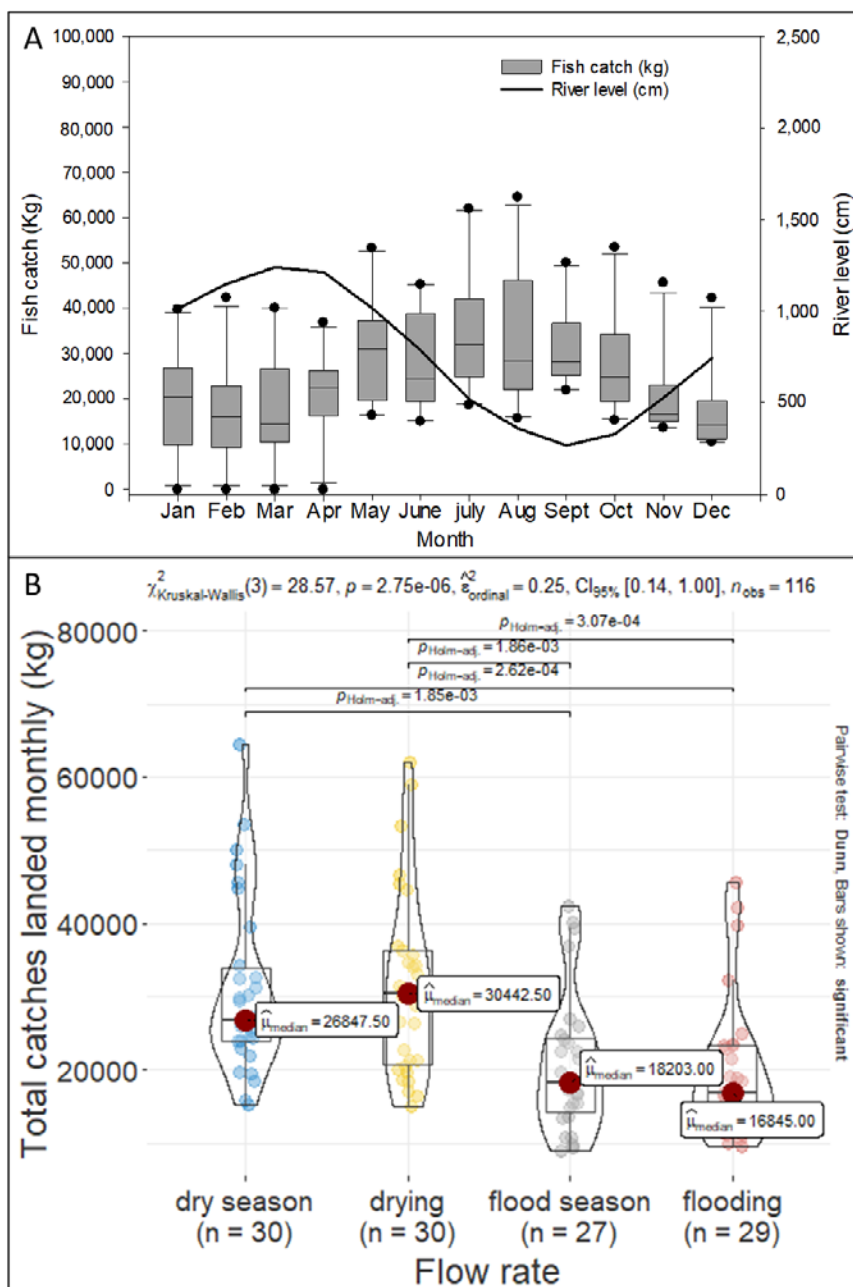 A
100,000
90,000
80,000
70,000
60,000
50,000
40,000
30,000
20,000
10,000
0
Fish catch (Kg)
Fish catch (kg)
River level (cm)
2,500
2,000
1,500
1,000
500
0
River level (cm)
Jan Feb Mar Apr May June july Aug Sept Oct Nov Dec
Month
B
χ²Kruskal-Wallis(3) = 28.57, p = 2.75e-06, ε̂²ordinal = 0.25, CI95% [0.14, 1.00], nobs = 116
pHolm-adj. = 3.07e-04
pHolm-adj. = 1.86e-03
pHolm-adj. = 2.62e-04
pHolm-adj. = 1.85e-03
80000
60000
40000
20000
Total catches landed monthly (kg)
μ̂median = 26847.50
μ̂median = 30442.50
μ̂median = 18203.00
μ̂median = 16845.00
Pairwise test: Dunn, Bars shown: significant
dry season drying flood season flooding
(n = 30) (n = 30) (n = 27) (n = 29)
Flow rate